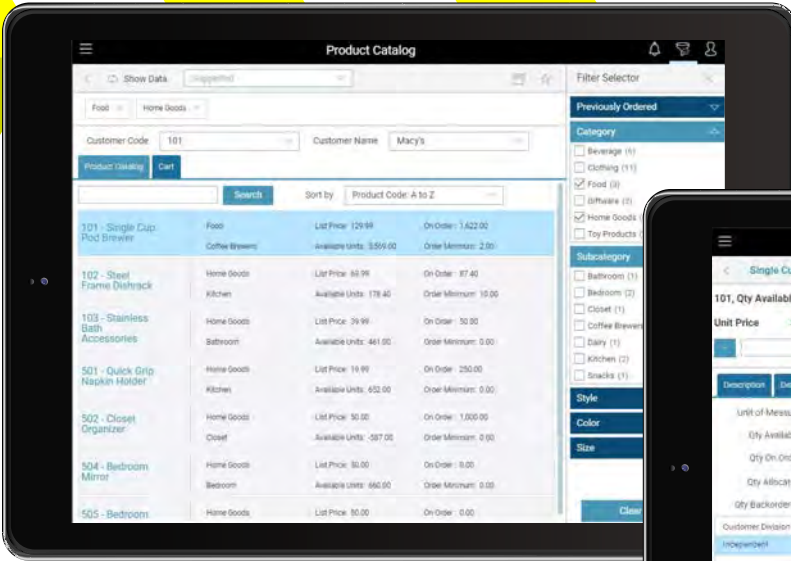 Product Catalog
Show Data Suggested
Food Home Goods
Customer Code 101 Customer Name Macy's
Product Catalog Cart
Search Sort by Product Code: A to Z
101 - Single Cup Food List Price: 129.99 On Order: 1,622.00
Pod Brewer Coffee Brewers Available Units: 3,569.00 Order Minimum: 2.00
102 - Steel Home Goods List Price: 69.99 On Order: 87.40
Frame Dishrack Kitchen Available Units: 178.40 Order Minimum: 10.00
103 - Stainless Home Goods List Price: 39.99 On Order: 50.00
Bath
Accessories Bathroom Available Units: 461.00 Order Minimum: 0.00
501 - Quick Grip Home Goods List Price: 19.99 On Order: 250.00
Napkin Holder Kitchen Available Units: 652.00 Order Minimum: 0.00
502 - Closet Home Goods List Price: 50.00 On Order: 1,000.00
Organizer Closet Available Units: -587.00 Order Minimum: 0.00
504 - Bedroom Home Goods List Price: 30.00 On Order: 0.00
Mirror Bedroom Available Units: 660.00 Order Minimum: 0.00
505 - Bedroom Home Goods List Price: 50.00 On Order: 0.00
Filter Selector
Previously Ordered
Category
Beverage (6)
Clothing (11)
Food (3)
Giftware (2)
Home Goods
Toy Products
Subcategory
Bathroom (1)
Bedroom (2)
Closet (1)
Coffee Brewers
Dairy (1)
Kitchen (2)
Snacks (1)
Style
Color
Size
Clear
Single Cu
101, Qty Availabl
Unit Price
Description De
Unit of Measu
Qty Availab
Qty On Ord
Qty Allocat
Qty Backorder
Customer Division
Independent